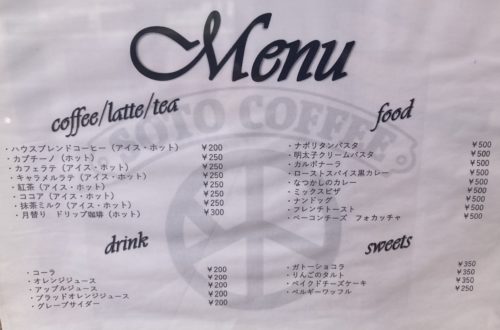 Menu
SOTO COFFEE
coffee/latte/tea
・ハウスブレンドコーヒー（アイス・ホット） ￥200
・カプチーノ（ホット） ￥250
・カフェラテ（アイス・ホット） ￥250
・キャラメルラテ（アイス・ホット） ￥250
・紅茶（アイス・ホット） ￥250
・ココア（アイス・ホット） ￥250
・抹茶ミルク（アイス・ホット） ￥250
・月替り ドリップ珈琲（ホット） ￥300
food
・ナポリタンパスタ ￥500
・明太子クリームパスタ ￥500
・カルボナーラ ￥500
・ローストスパイス黒カレー ￥500
・なつかしのカレー ￥500
・ミックスピザ ￥500
・ナンドッグ ￥500
・フレンチトースト ￥500
・ベーコンチーズ フォカッチャ ￥500
drink
・コーラ ￥200
・オレンジジュース ￥200
・アップルジュース ￥200
・ブラッドオレンジジュース ￥200
・グレープサイダー ￥200
sweets
・ガトーショコラ ￥350
・りんごのタルト ￥350
・ベイクドチーズケーキ ￥350
・ベルギーワッフル ￥250